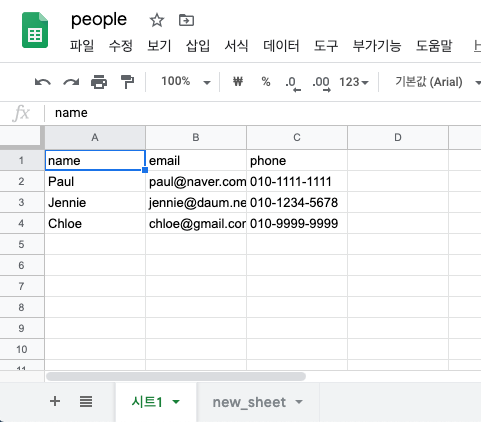 people
파일 수정 보기 삽입 서식 데이터 도구 부가기능 도움말
100% ₩ % .0 .00 123 기본값 (Arial)
fx name
A B C D
1 name email phone
2 Paul paul@naver.com 010-1111-1111
3 Jennie jennie@daum.ne 010-1234-5678
4 Chloe chloe@gmail.cor 010-9999-9999
5
6
7
8
9
10
11
시트1 new_sheet